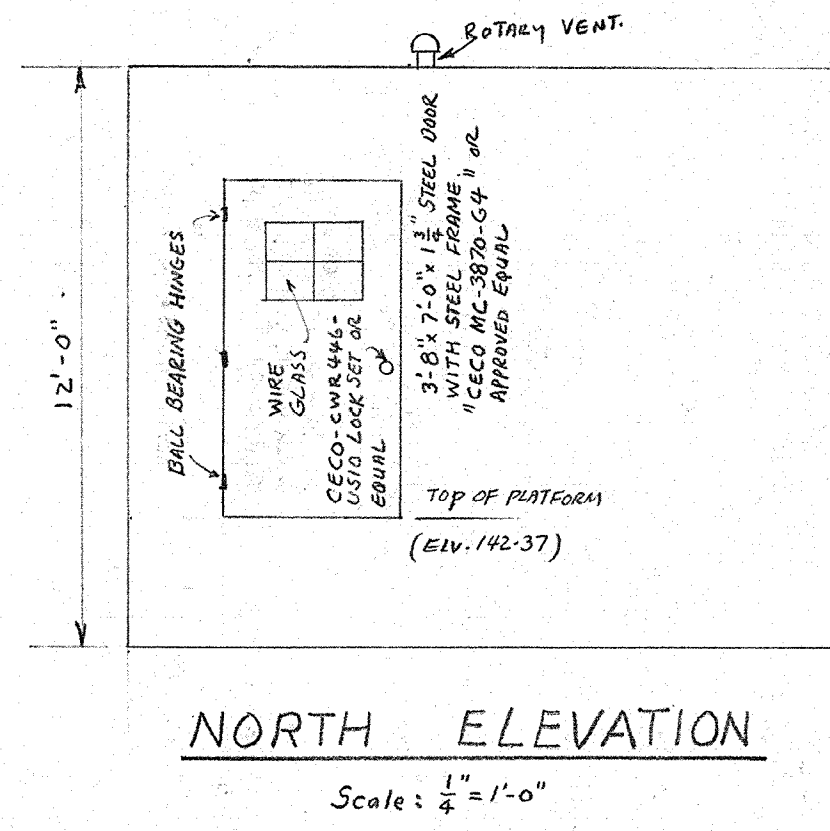 ROTARY VENT.
12'-0"
BALL BEARING HINGES
WIRE
GLASS
CECO-CWR446-
US10 LOCK SET OR
EQUAL
3'-8" x 7'-0" x 1 3/4" STEEL DOOR
WITH STEEL FRAME,
"CECO MC-3870-G4" OR
APPROVED EQUAL
TOP OF PLATFORM
(ELV. 142.37)
NORTH ELEVATION
Scale: 1/4" = 1'-0"